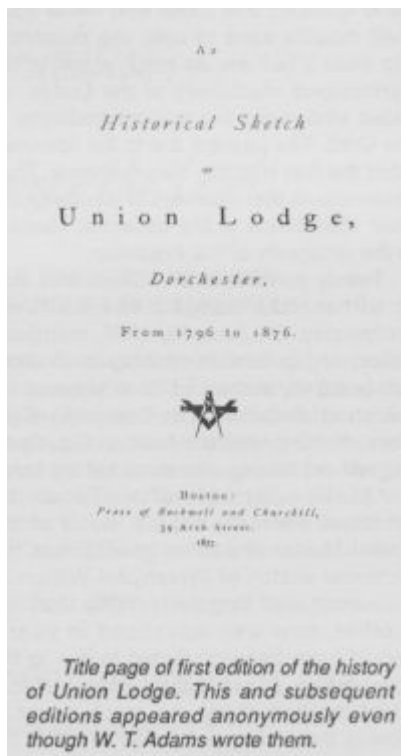 An
Historical Sketch
of
Union Lodge,
Dorchester,
From 1796 to 1876.
Boston:
Press of Rockwell and Churchill,
39 Arch Street.
1877
Title page of first edition of the history
of Union Lodge. This and subsequent
editions appeared anonymously even
though W. T. Adams wrote them.